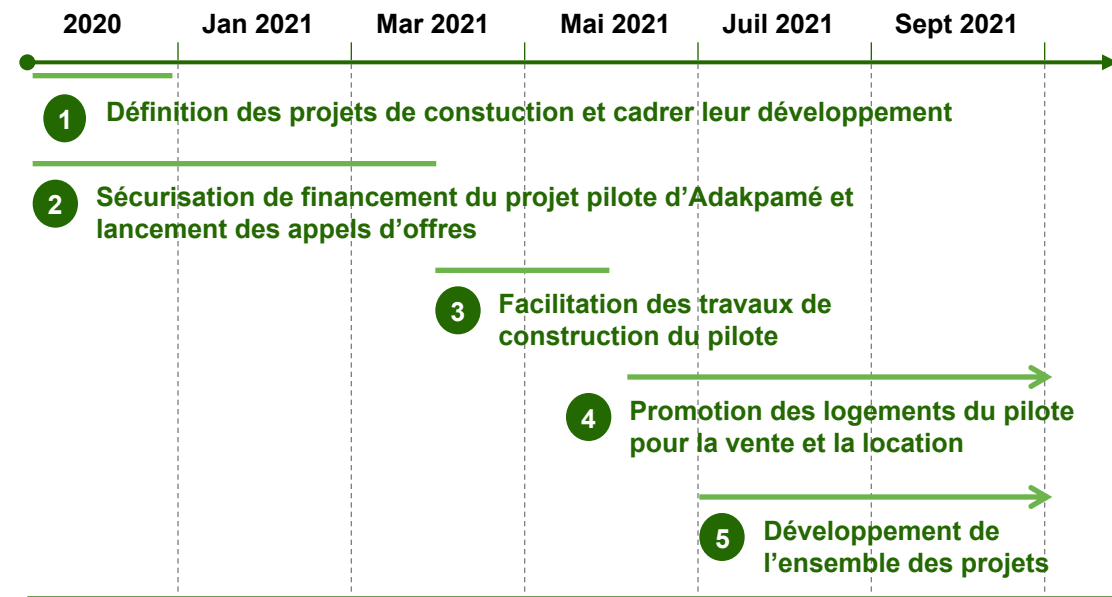 2020 Jan 2021 Mar 2021 Mai 2021 Juil 2021 Sept 2021
1 Définition des projets de constuction et cadrer leur développement
2 Sécurisation de financement du projet pilote d’Adakpamé et
lancement des appels d’offres
3 Facilitation des travaux de
construction du pilote
4 Promotion des logements du pilote
pour la vente et la location
5 Développement de
l’ensemble des projets